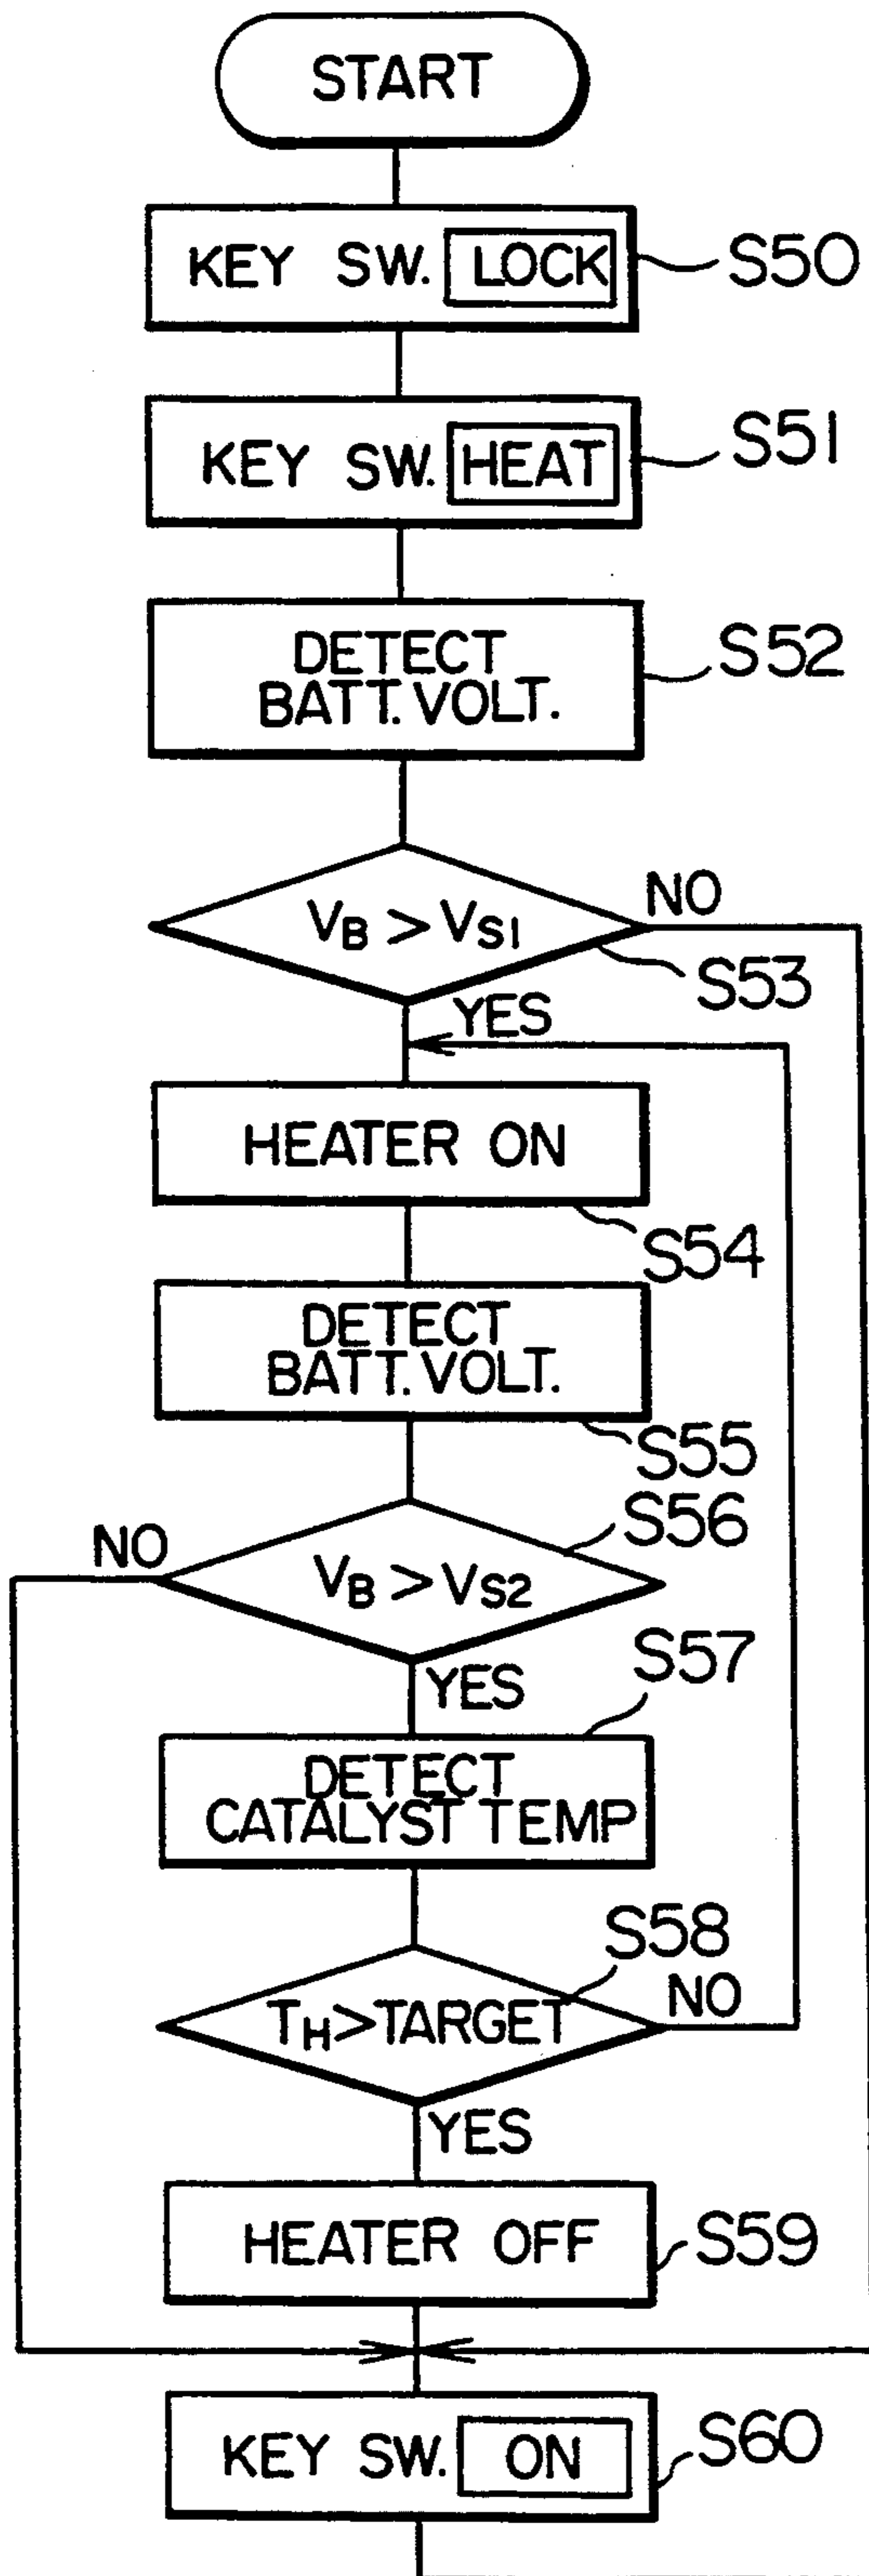 START
KEY SW. LOCK
S50
KEY SW. HEAT
S51
DETECT
BATT. VOLT.
S52
VB > VS1
NO
S53
YES
HEATER ON
S54
DETECT
BATT. VOLT.
S55
S56
NO
VB > VS2
YES
S57
DETECT
CATALYST TEMP
S58
TH>TARGET
NO
YES
HEATER OFF
S59
KEY SW. ON
S60